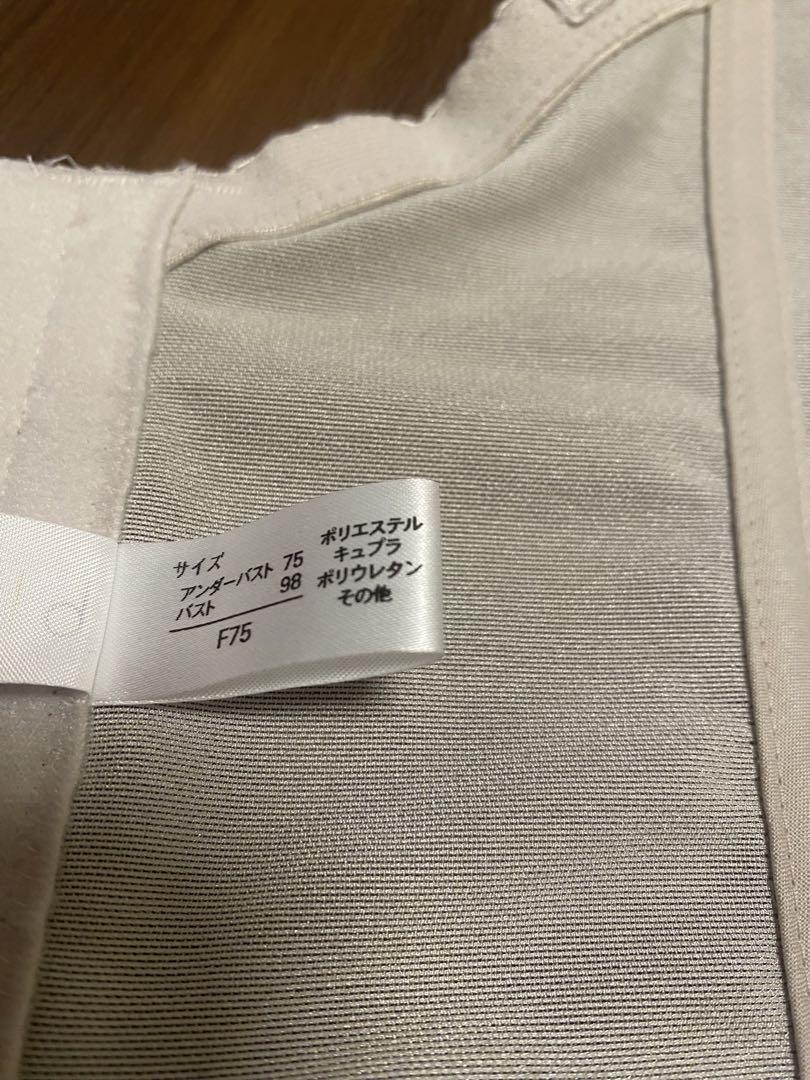 サイズ
アンダーバスト 75
バスト 98
F75
ポリエステル
キュプラ
ポリウレタン
その他